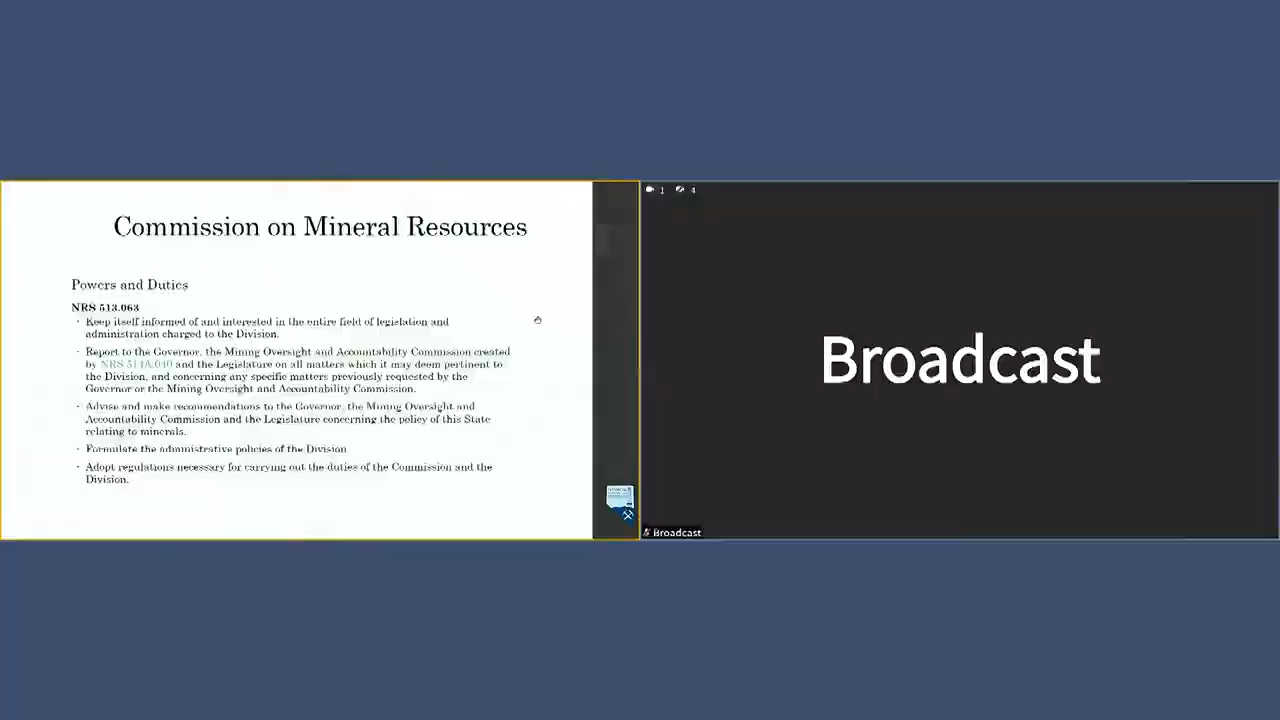 Commission on Mineral Resources
Powers and Duties
NRS 513.063
· Keep itself informed of and interested in the entire field of legislation and
administration charged to the Division.
· Report to the Governor, the Mining Oversight and Accountability Commission created
by NRS 514A.040 and the Legislature on all matters which it may deem pertinent to
the Division, and concerning any specific matters previously requested by the
Governor or the Mining Oversight and Accountability Commission.
· Advise and make recommendations to the Governor, the Mining Oversight and
Accountability Commission and the Legislature concerning the policy of this State
relating to minerals.
· Formulate the administrative policies of the Division
· Adopt regulations necessary for carrying out the duties of the Commission and the
Division.
1 4
Broadcast
Broadcast